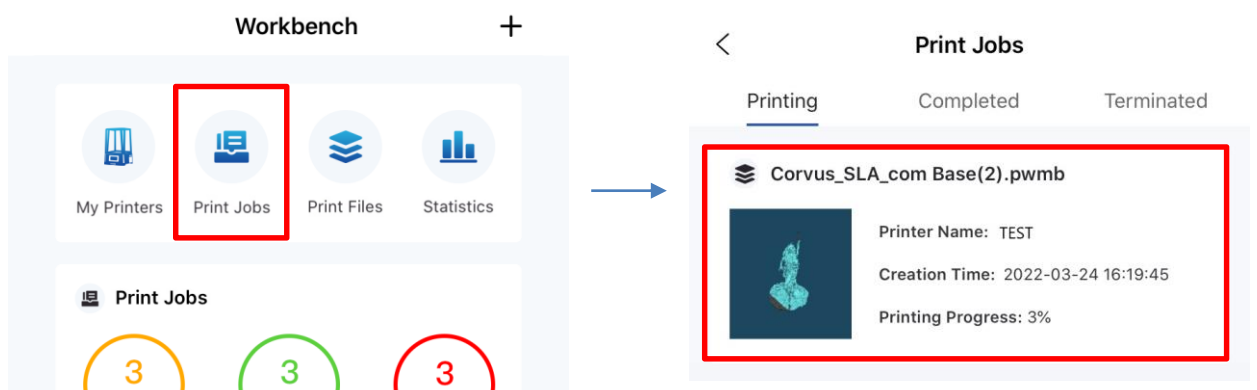 Workbench
My Printers Print Jobs Print Files Statistics
Print Jobs
3 3 3
Print Jobs
Printing Completed Terminated
Corvus_SLA_com Base(2).pwmb
Printer Name: TEST
Creation Time: 2022-03-24 16:19:45
Printing Progress: 3%